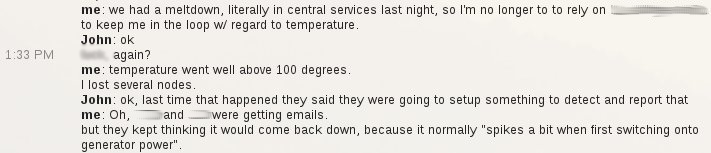 me: we had a meltdown, literally in central services last night, so I'm no longer to to rely on
to keep me in the loop w/ regard to temperature.
John: ok
again?
1:33 PM me: temperature went well above 100 degrees.
I lost several nodes.
John: ok, last time that happened they said they were going to setup something to detect and report that
me: Oh, and were getting emails.
but they kept thinking it would come back down, because it normally "spikes a bit when first switching onto
generator power".